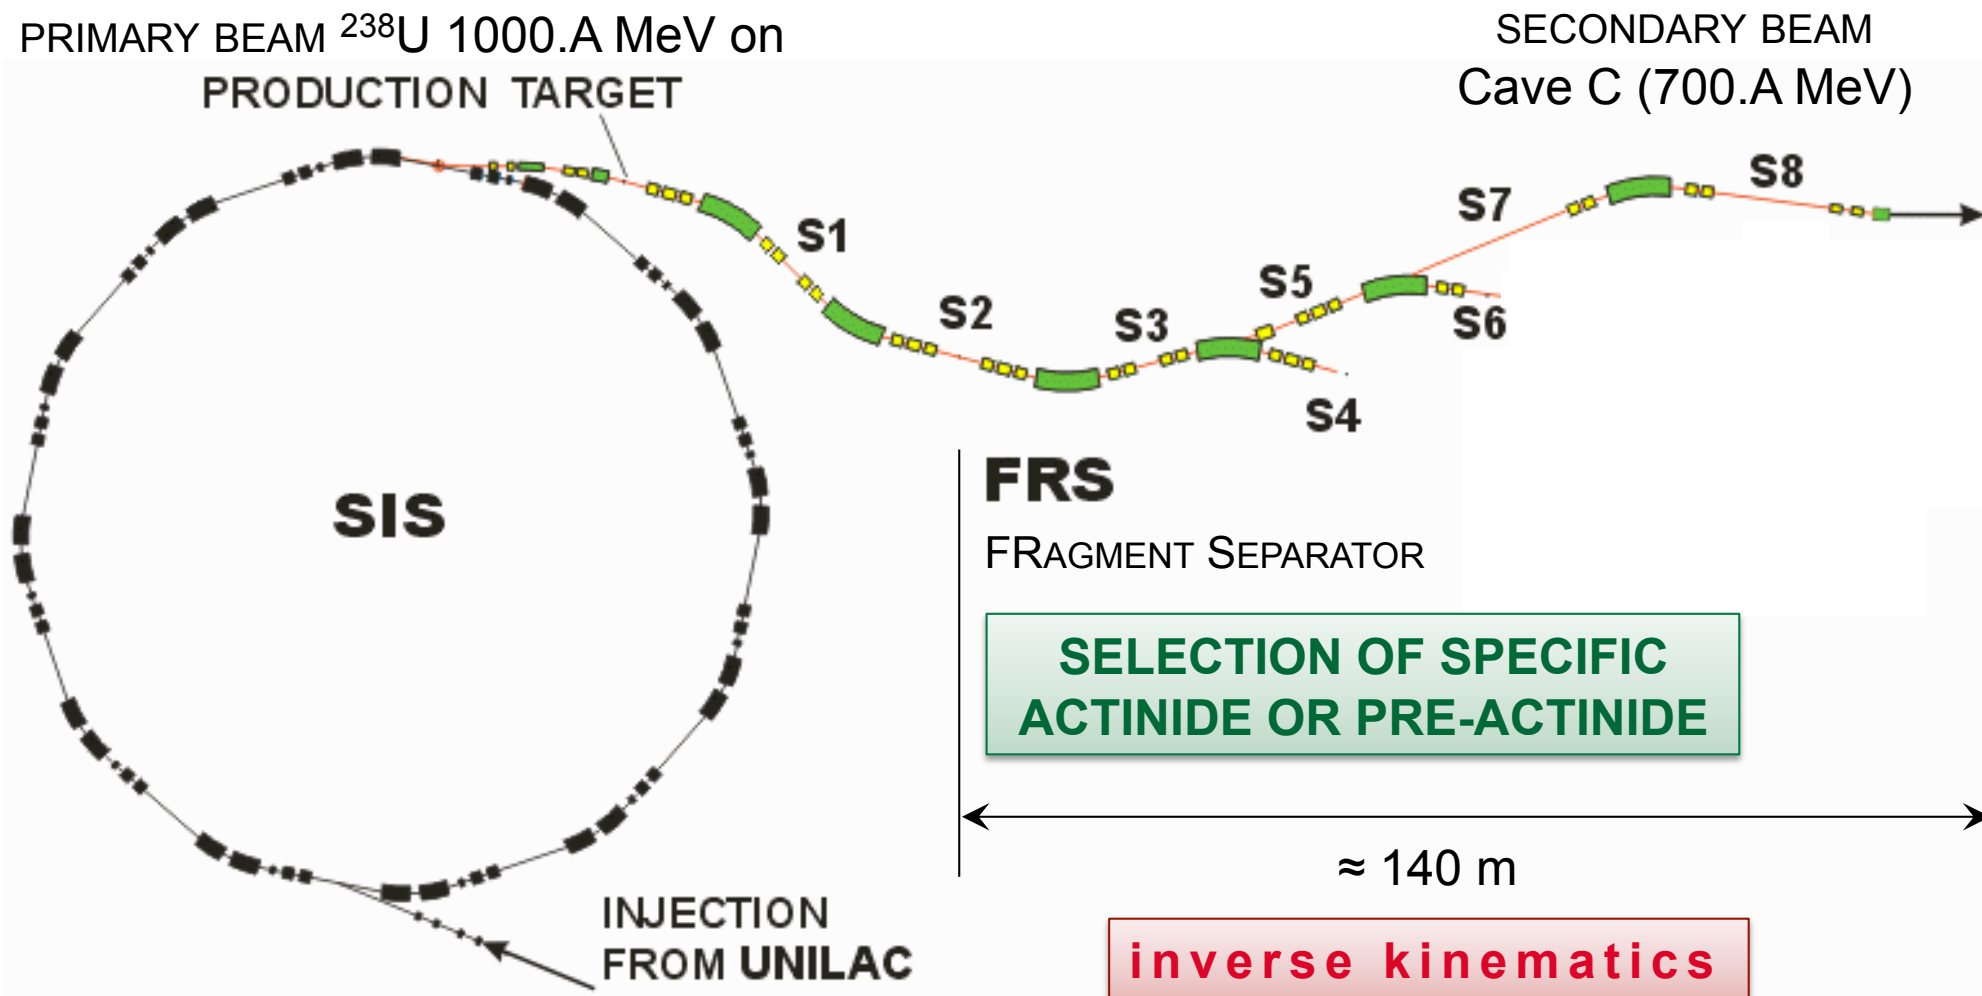 PRIMARY BEAM ²³⁸U 1000.A MeV on
PRODUCTION TARGET
SECONDARY BEAM
Cave C (700.A MeV)
S1
S2
S3
S4
S5
S6
S7
S8
SIS
FRS
FRAGMENT SEPARATOR
SELECTION OF SPECIFIC
ACTINIDE OR PRE-ACTINIDE
≈ 140 m
INJECTION
FROM UNILAC
inverse kinematics